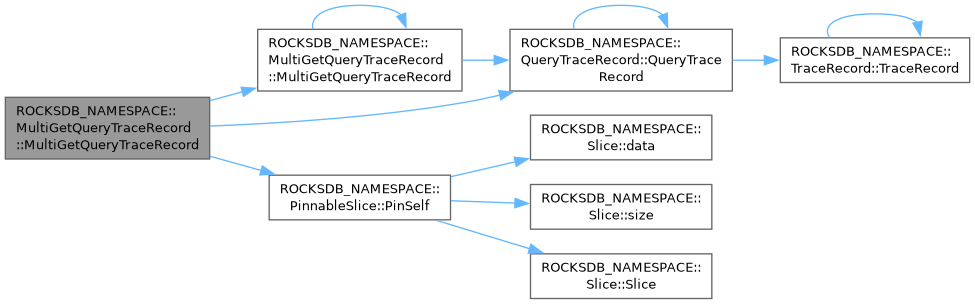 ROCKSDB_NAMESPACE::
MultiGetQueryTraceRecord
::MultiGetQueryTraceRecord
ROCKSDB_NAMESPACE::
MultiGetQueryTraceRecord
::MultiGetQueryTraceRecord
ROCKSDB_NAMESPACE::
QueryTraceRecord::QueryTrace
Record
ROCKSDB_NAMESPACE::
TraceRecord::TraceRecord
ROCKSDB_NAMESPACE::
PinnableSlice::PinSelf
ROCKSDB_NAMESPACE::
Slice::data
ROCKSDB_NAMESPACE::
Slice::size
ROCKSDB_NAMESPACE::
Slice::Slice